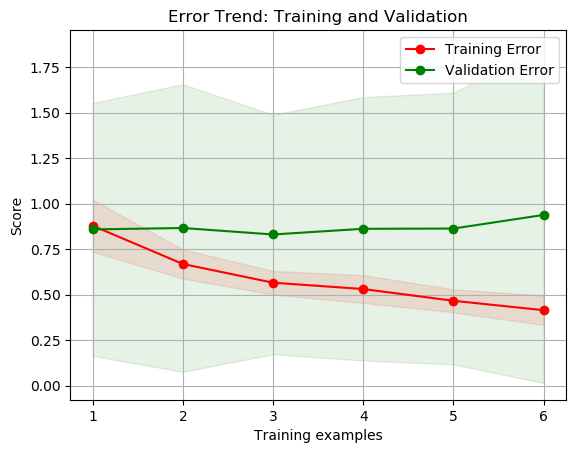 Error Trend: Training and Validation
Training Error
Validation Error
Score
1.75
1.50
1.25
1.00
0.75
0.50
0.25
0.00
1 2 3 4 5 6
Training examples